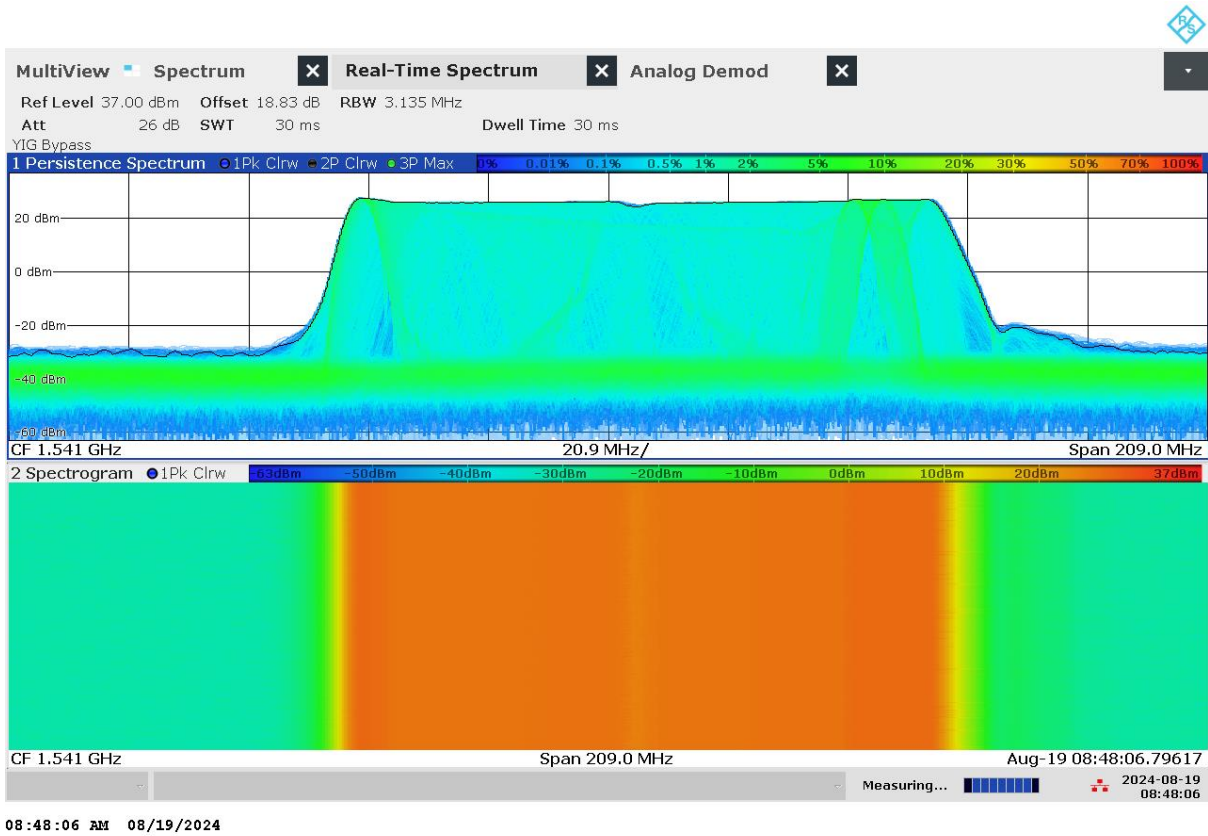 R/S
MultiView Spectrum X Real-Time Spectrum X Analog Demod X
Ref Level 37.00 dBm Offset 18.83 dB RBW 3.135 MHz
Att 26 dB SWT 30 ms Dwell Time 30 ms
YIG Bypass
1 Persistence Spectrum 1Pk Clrw 2P Clrw 3P Max 0% 0.01% 0.1% 0.5% 1% 2% 5% 10% 20% 30% 50% 70% 100%
20 dBm
0 dBm
-20 dBm
-40 dBm
-60 dBm
CF 1.541 GHz 20.9 MHz/ Span 209.0 MHz
2 Spectrogram 1Pk Clrw -63dBm -50dBm -40dBm -30dBm -20dBm -10dBm 0dBm 10dBm 20dBm 37dBm
CF 1.541 GHz Span 209.0 MHz Aug-19 08:48:06.79617
Measuring... 2024-08-19
08:48:06
08:48:06 AM 08/19/2024